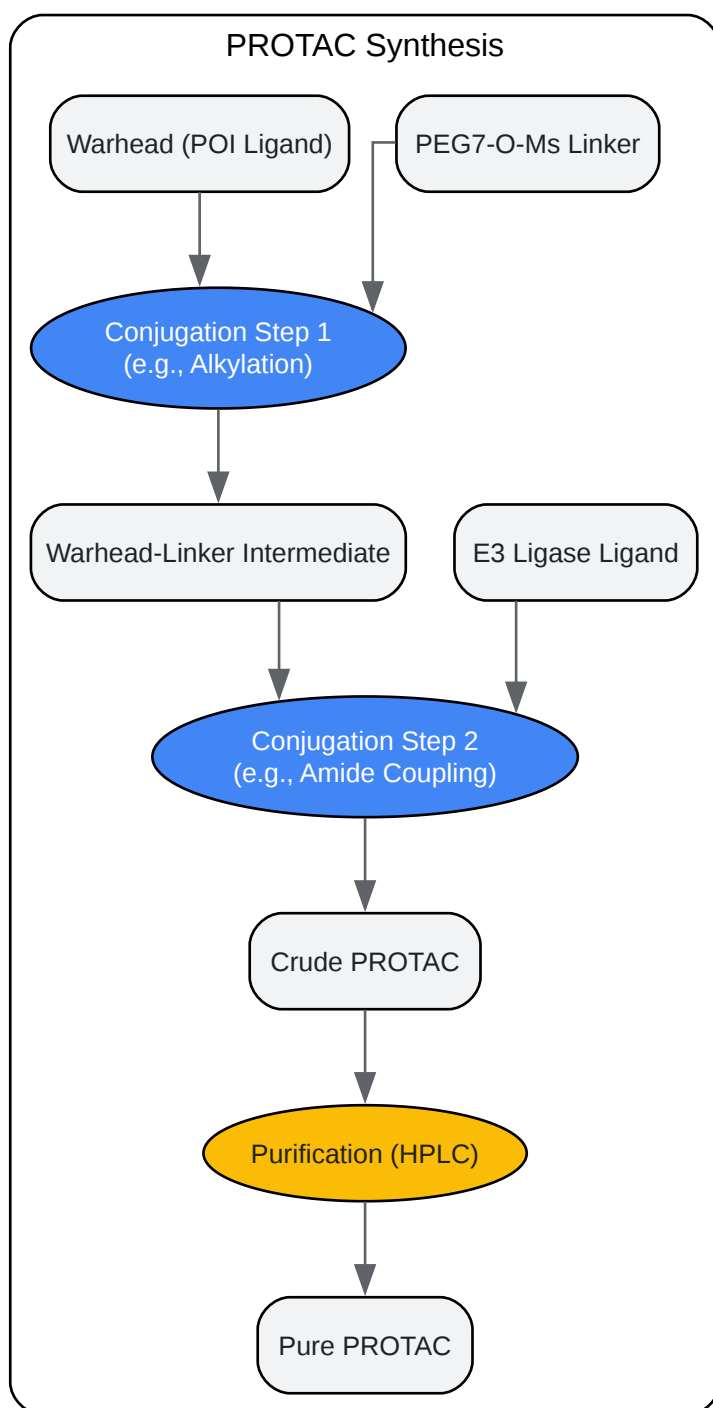 PROTAC Synthesis
Warhead (POI Ligand)
PEG7-O-Ms Linker
Conjugation Step 1
(e.g., Alkylation)
Warhead-Linker Intermediate
E3 Ligase Ligand
Conjugation Step 2
(e.g., Amide Coupling)
Crude PROTAC
Purification (HPLC)
Pure PROTAC